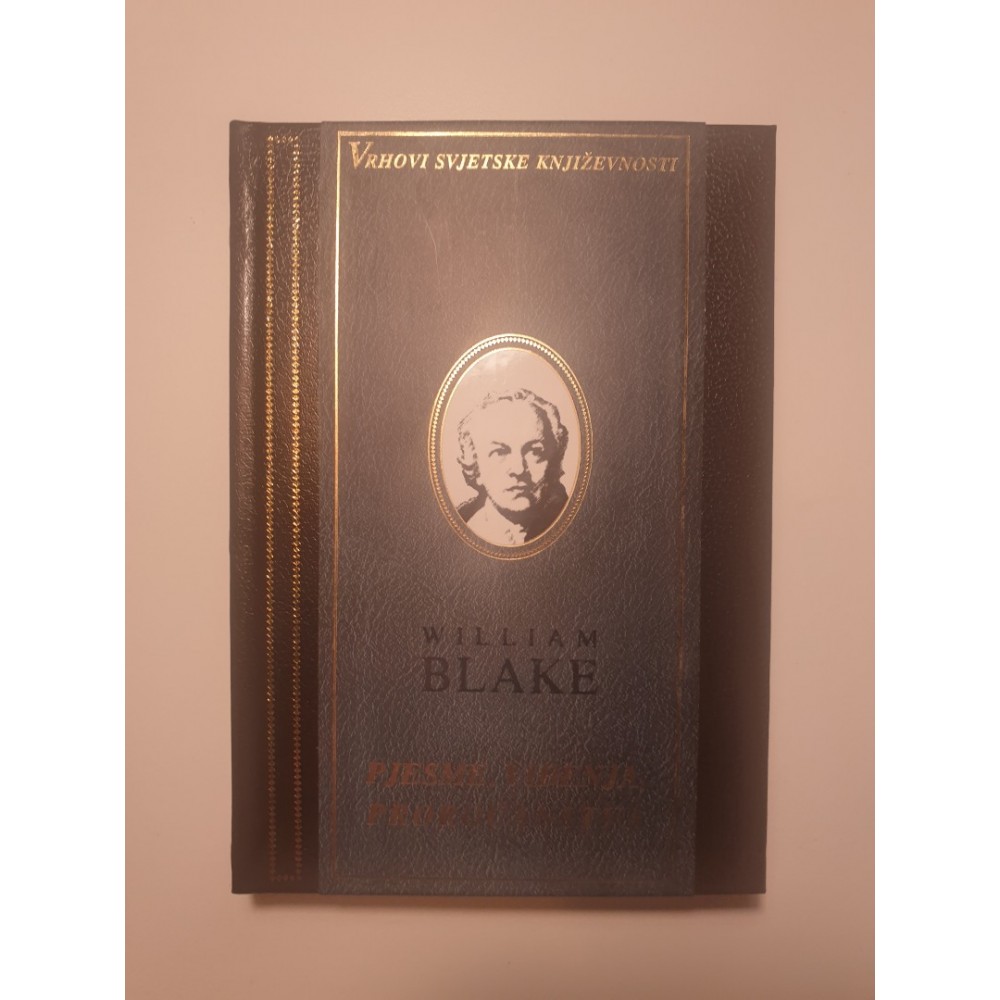 VRHOVI SVJETSKE KNJIŽEVNOSTI
WILLIAM
BLAKE
PJESME